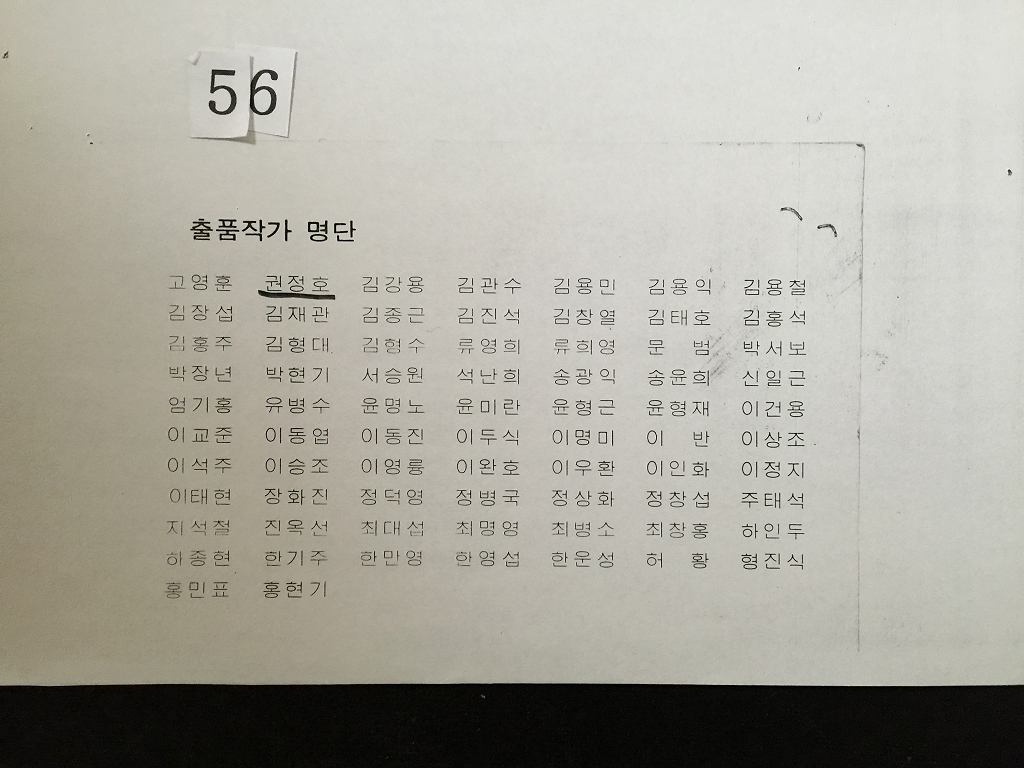 56
출품작가 명단
고영훈 권정호 김강용 김관수 김용민 김용익 김용철
김장섭 김재관 김종근 김진석 김창열 김태호 김홍석
김홍주 김형대 김형수 류영희 류희영 문 범 박서보
박장년 박현기 서승원 석난희 송광익 송윤희 신일근
엄기홍 유병수 윤명노 윤미란 윤형근 윤형재 이건용
이교준 이동엽 이동진 이두식 이명미 이 반 이상조
이석주 이승조 이영륭 이완호 이우환 이인화 이정지
이태현 장화진 정덕영 정병국 정상화 정창섭 주태석
지석철 진옥선 최대섭 최명영 최병소 최창홍 하인두
하종현 한기주 한만영 한영섭 한운성 허 황 형진식
홍민표 홍현기